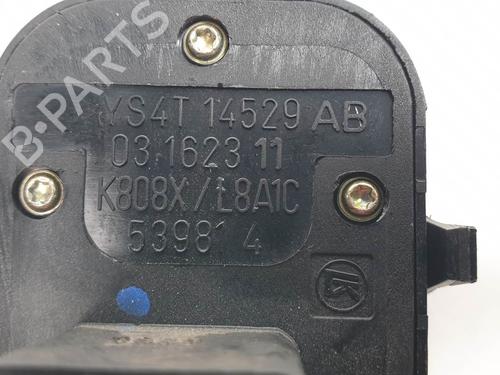 B-PARTS
YS4T 14529 AB
03 1623 11
K808X/L8A1C
53981 4
K